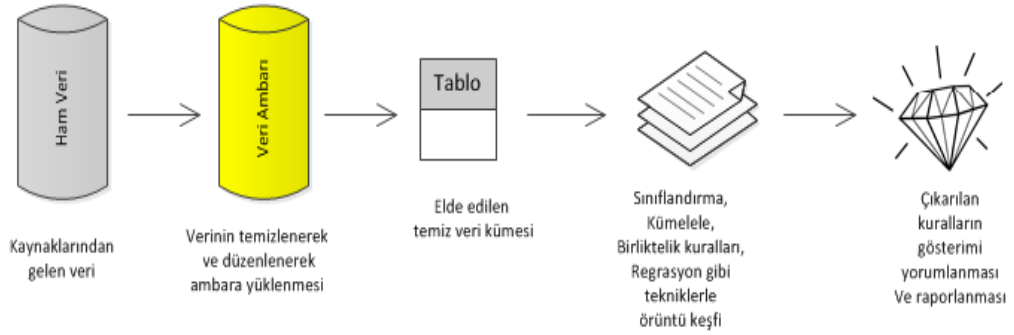 Ham Veri
Kaynaklarından
gelen veri
Veri Ambarı
Verinin temizlenerek
ve düzenlenerek
ambara yüklenmesi
Tablo
Elde edilen
temiz veri kümesi
Sınıflandırma,
Kümelele,
Birliktelik kuralları,
Regrasyon gibi
tekniklerle
örüntü keşfi
Çıkarılan
kuralların
gösterimi
yorumlanması
Ve raporlanması